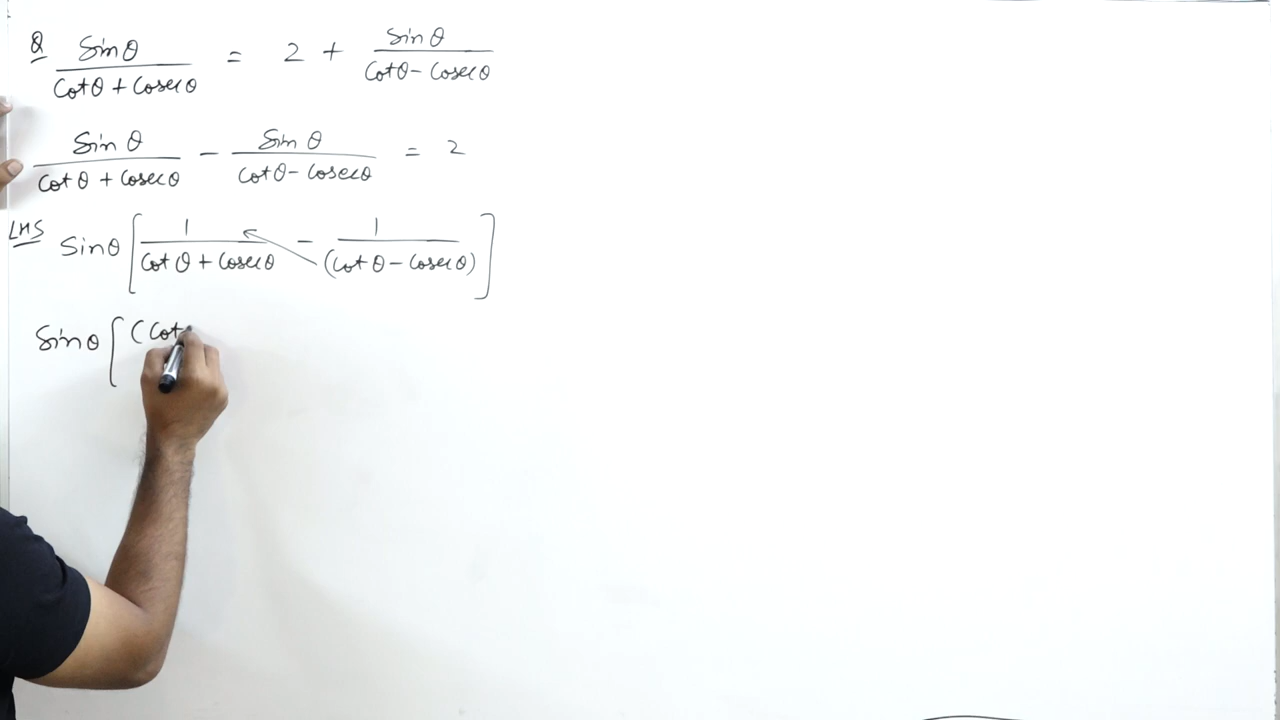 Q Sinθ/(Cotθ + Cosecθ) = 2 + Sinθ/(Cotθ - Cosecθ)
Sinθ/(Cotθ + Cosecθ) - Sinθ/(Cotθ - Cosecθ) = 2
LHS Sinθ [1/(Cotθ + Cosecθ) - 1/(Cotθ - Cosecθ)]
Sinθ [(Cot